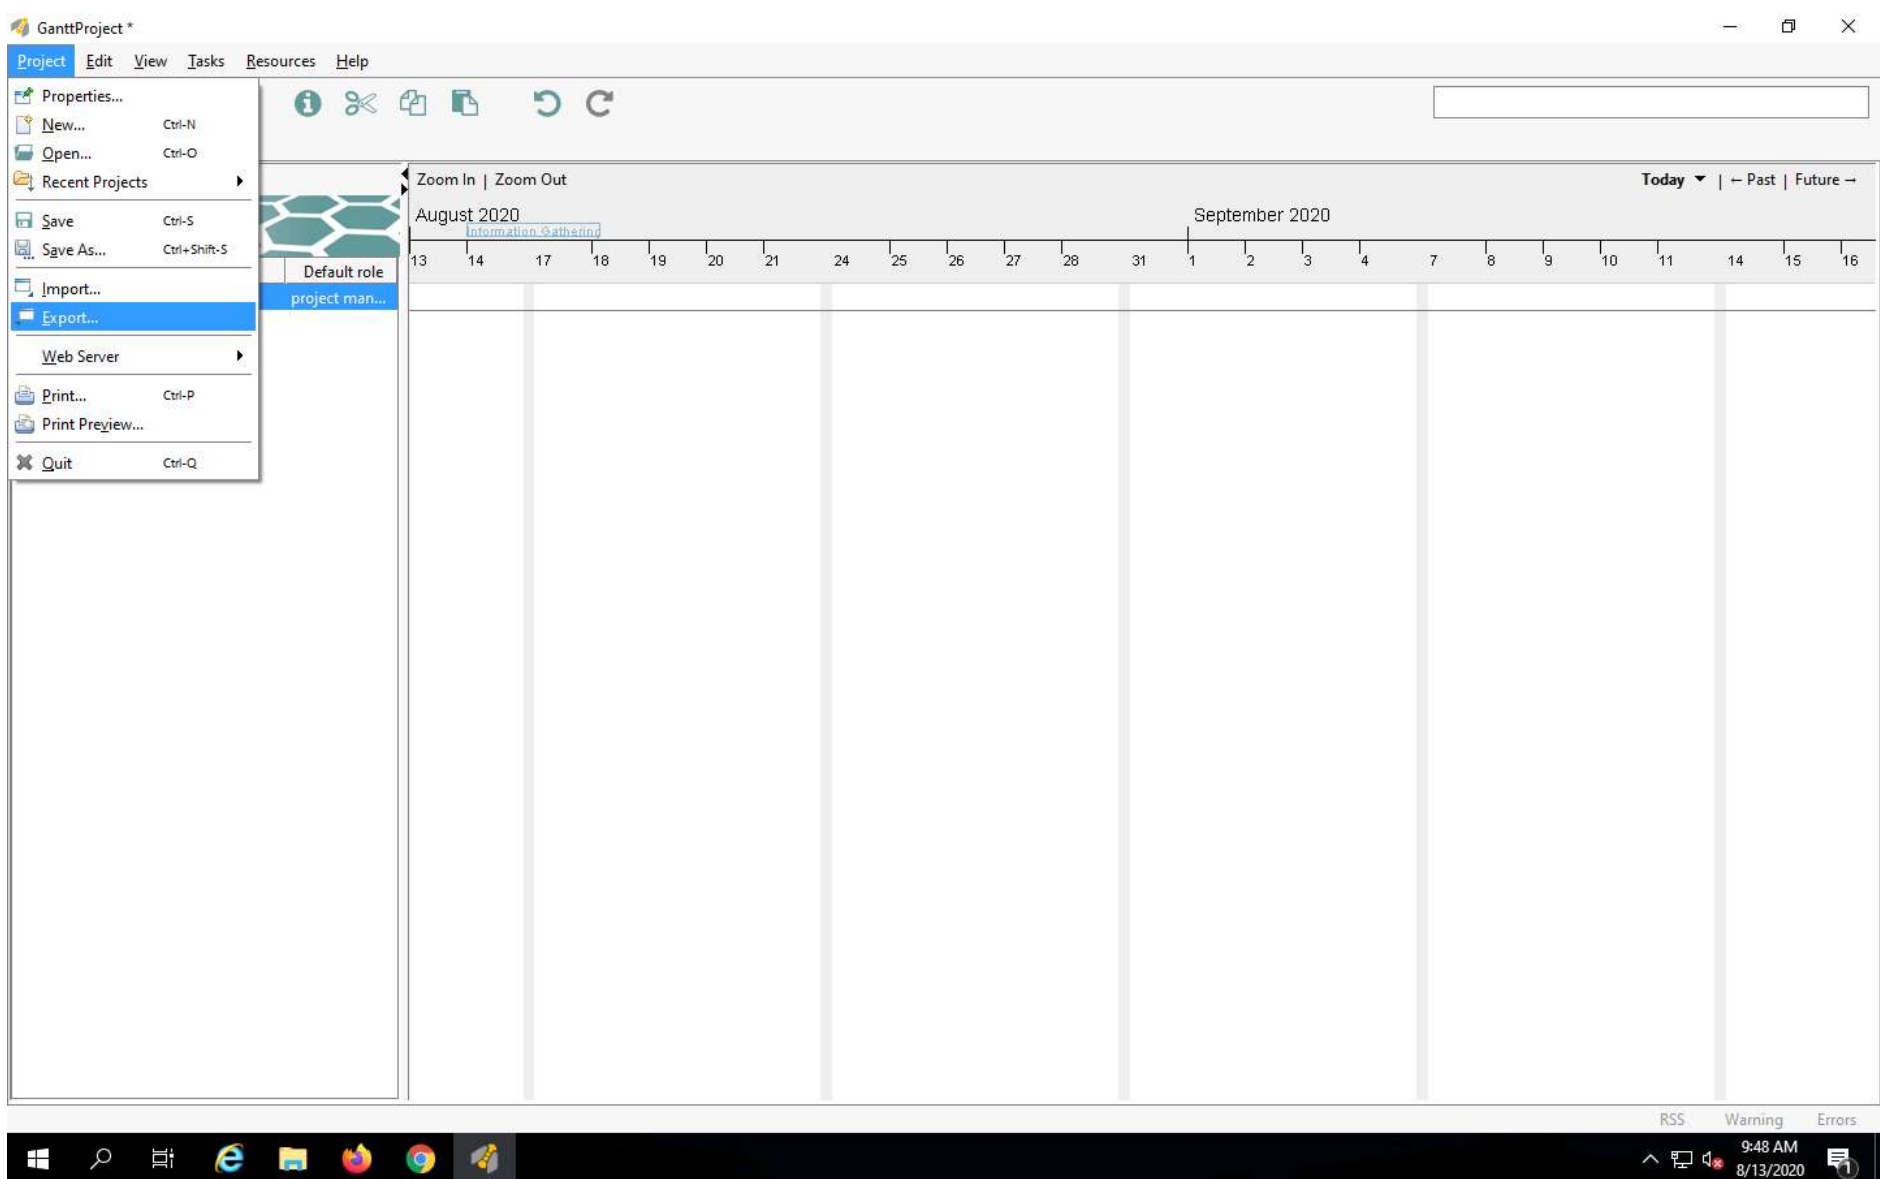 GanttProject *
Project Edit View Tasks Resources Help
Properties...
New... Ctrl-N
Open... Ctrl-O
Recent Projects
Save Ctrl-S
Save As... Ctrl+Shift-S
Import...
Export...
Web Server
Print... Ctrl-P
Print Preview...
Quit Ctrl-Q
Default role
project man...
Zoom In | Zoom Out
Today | ← Past | Future →
August 2020 September 2020
Information Gathering
13 14 17 18 19 20 21 24 25 26 27 28 31 1 2 3 4 7 8 9 10 11 14 15 16
RSS Warning Errors
9:48 AM
8/13/2020
1